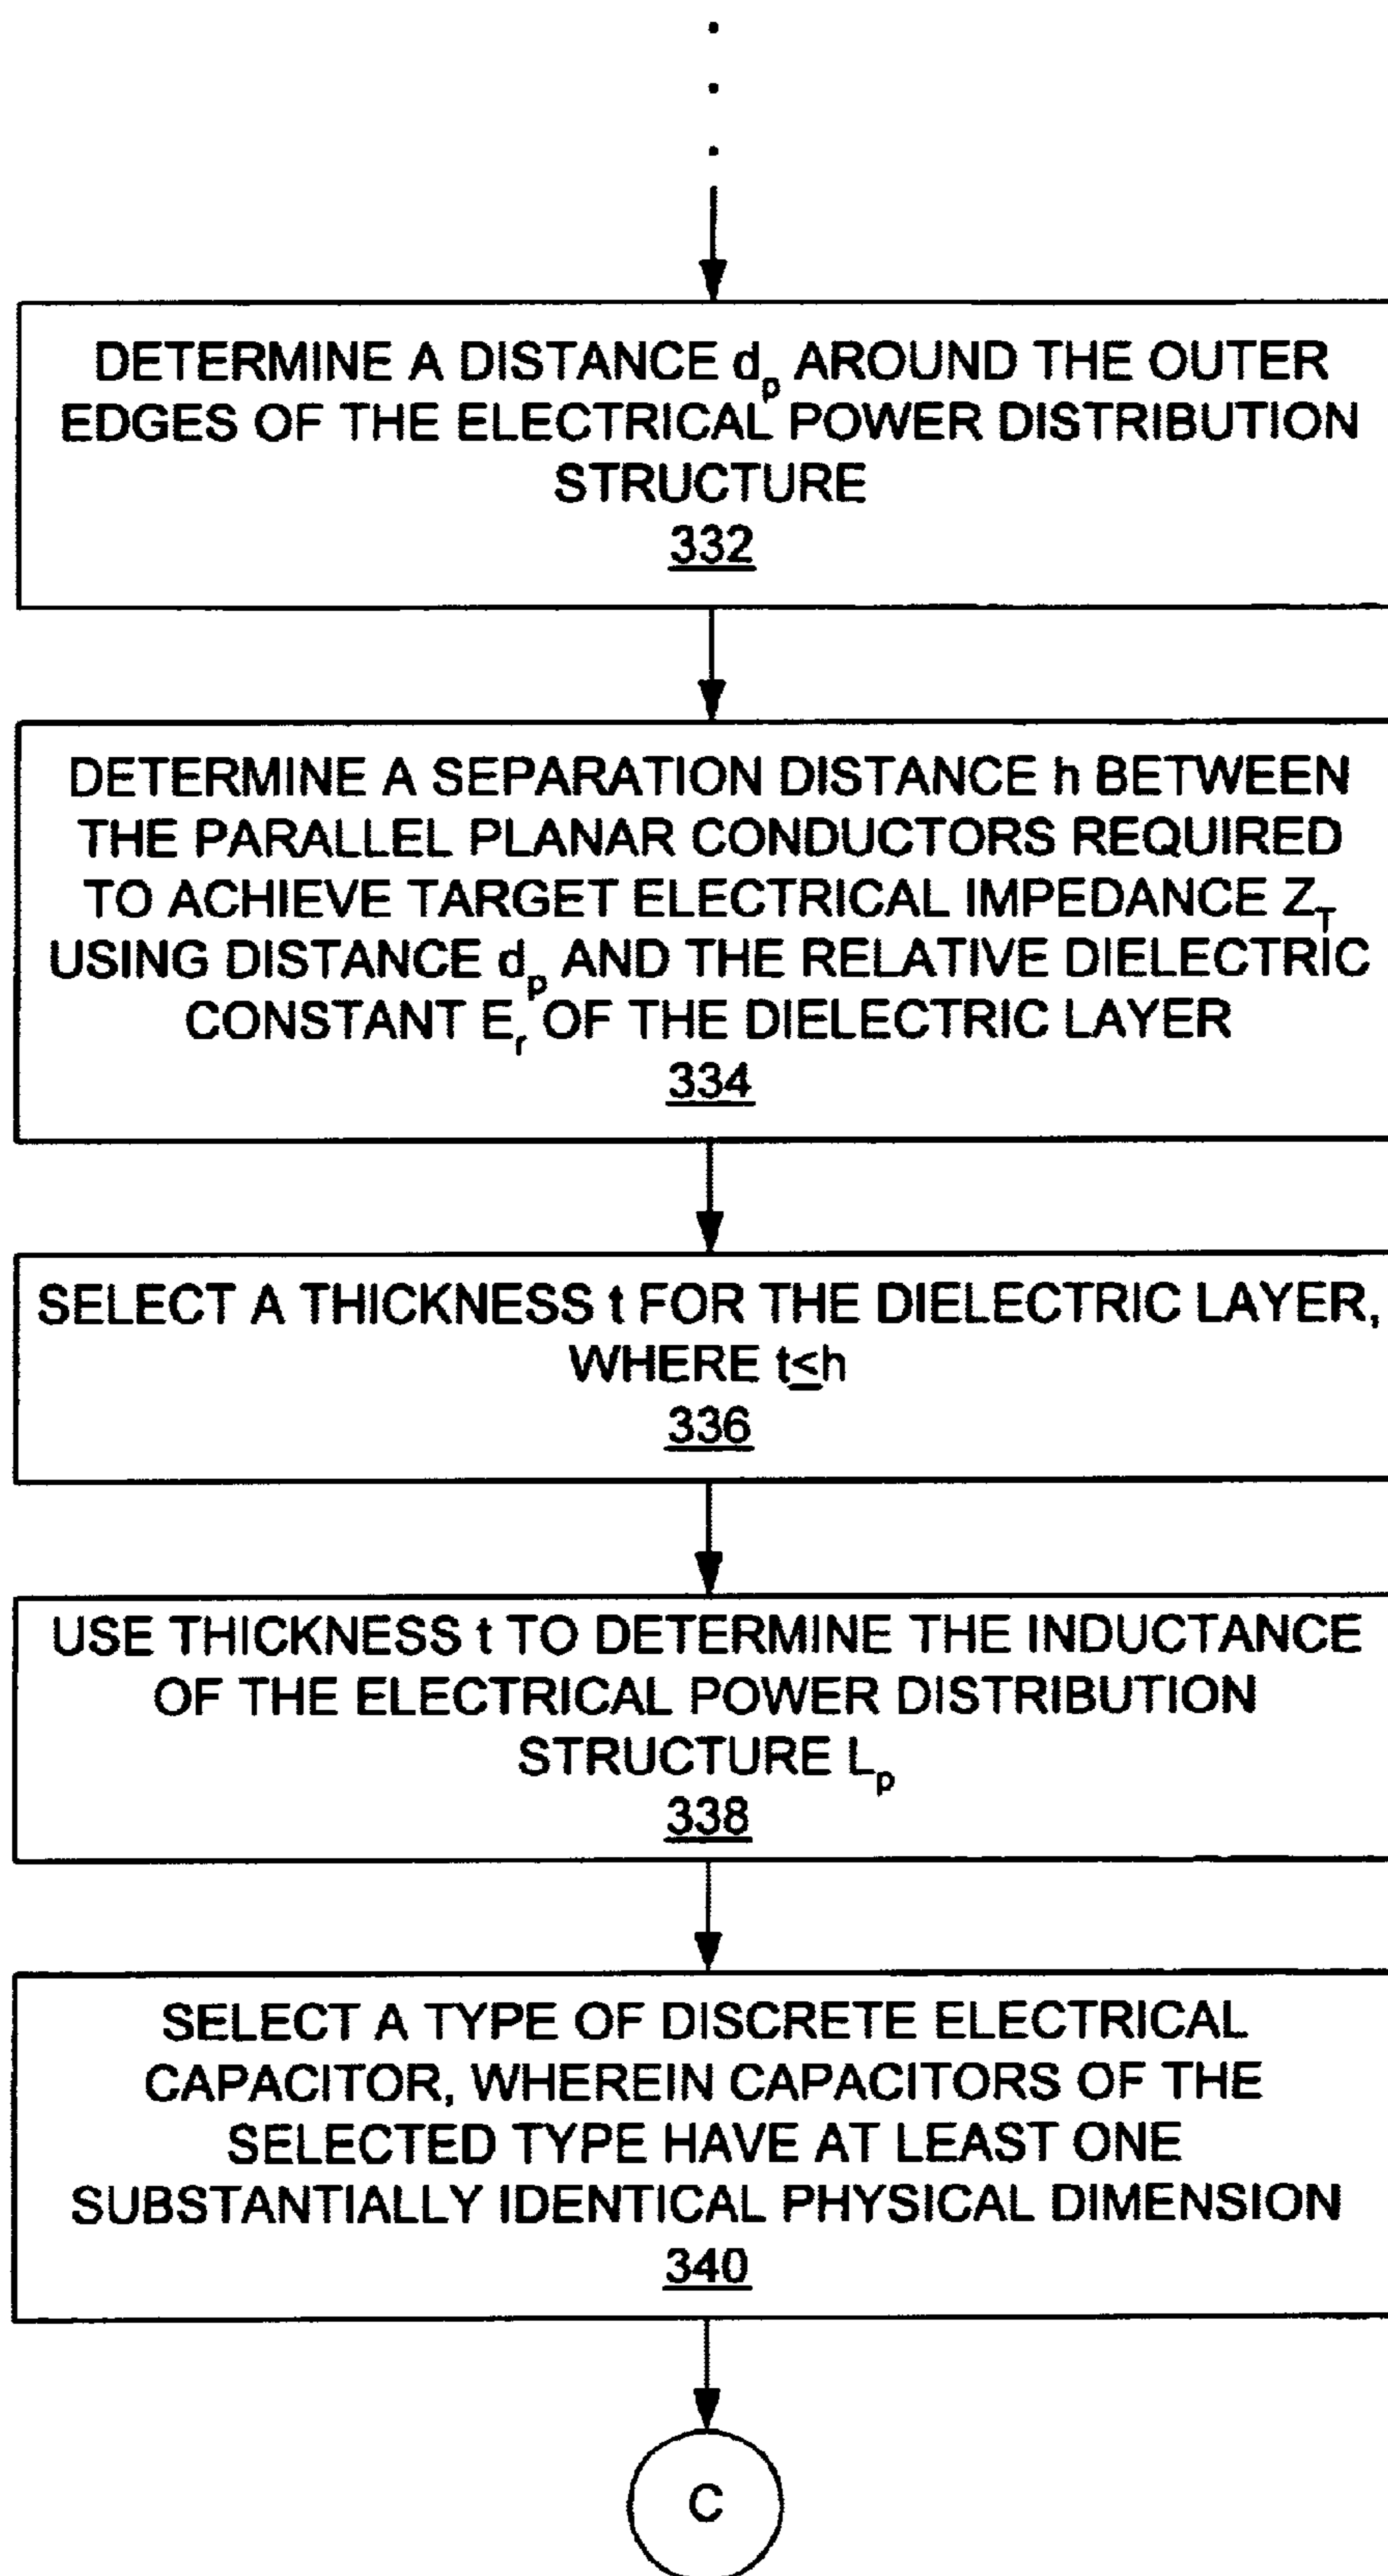 DETERMINE A DISTANCE dₚ AROUND THE OUTER
EDGES OF THE ELECTRICAL POWER DISTRIBUTION
STRUCTURE
332
DETERMINE A SEPARATION DISTANCE h BETWEEN
THE PARALLEL PLANAR CONDUCTORS REQUIRED
TO ACHIEVE TARGET ELECTRICAL IMPEDANCE Z_T
USING DISTANCE dₚ AND THE RELATIVE DIELECTRIC
CONSTANT Eᵣ OF THE DIELECTRIC LAYER
334
SELECT A THICKNESS t FOR THE DIELECTRIC LAYER,
WHERE t≤h
336
USE THICKNESS t TO DETERMINE THE INDUCTANCE
OF THE ELECTRICAL POWER DISTRIBUTION
STRUCTURE Lₚ
338
SELECT A TYPE OF DISCRETE ELECTRICAL
CAPACITOR, WHEREIN CAPACITORS OF THE
SELECTED TYPE HAVE AT LEAST ONE
SUBSTANTIALLY IDENTICAL PHYSICAL DIMENSION
340
C